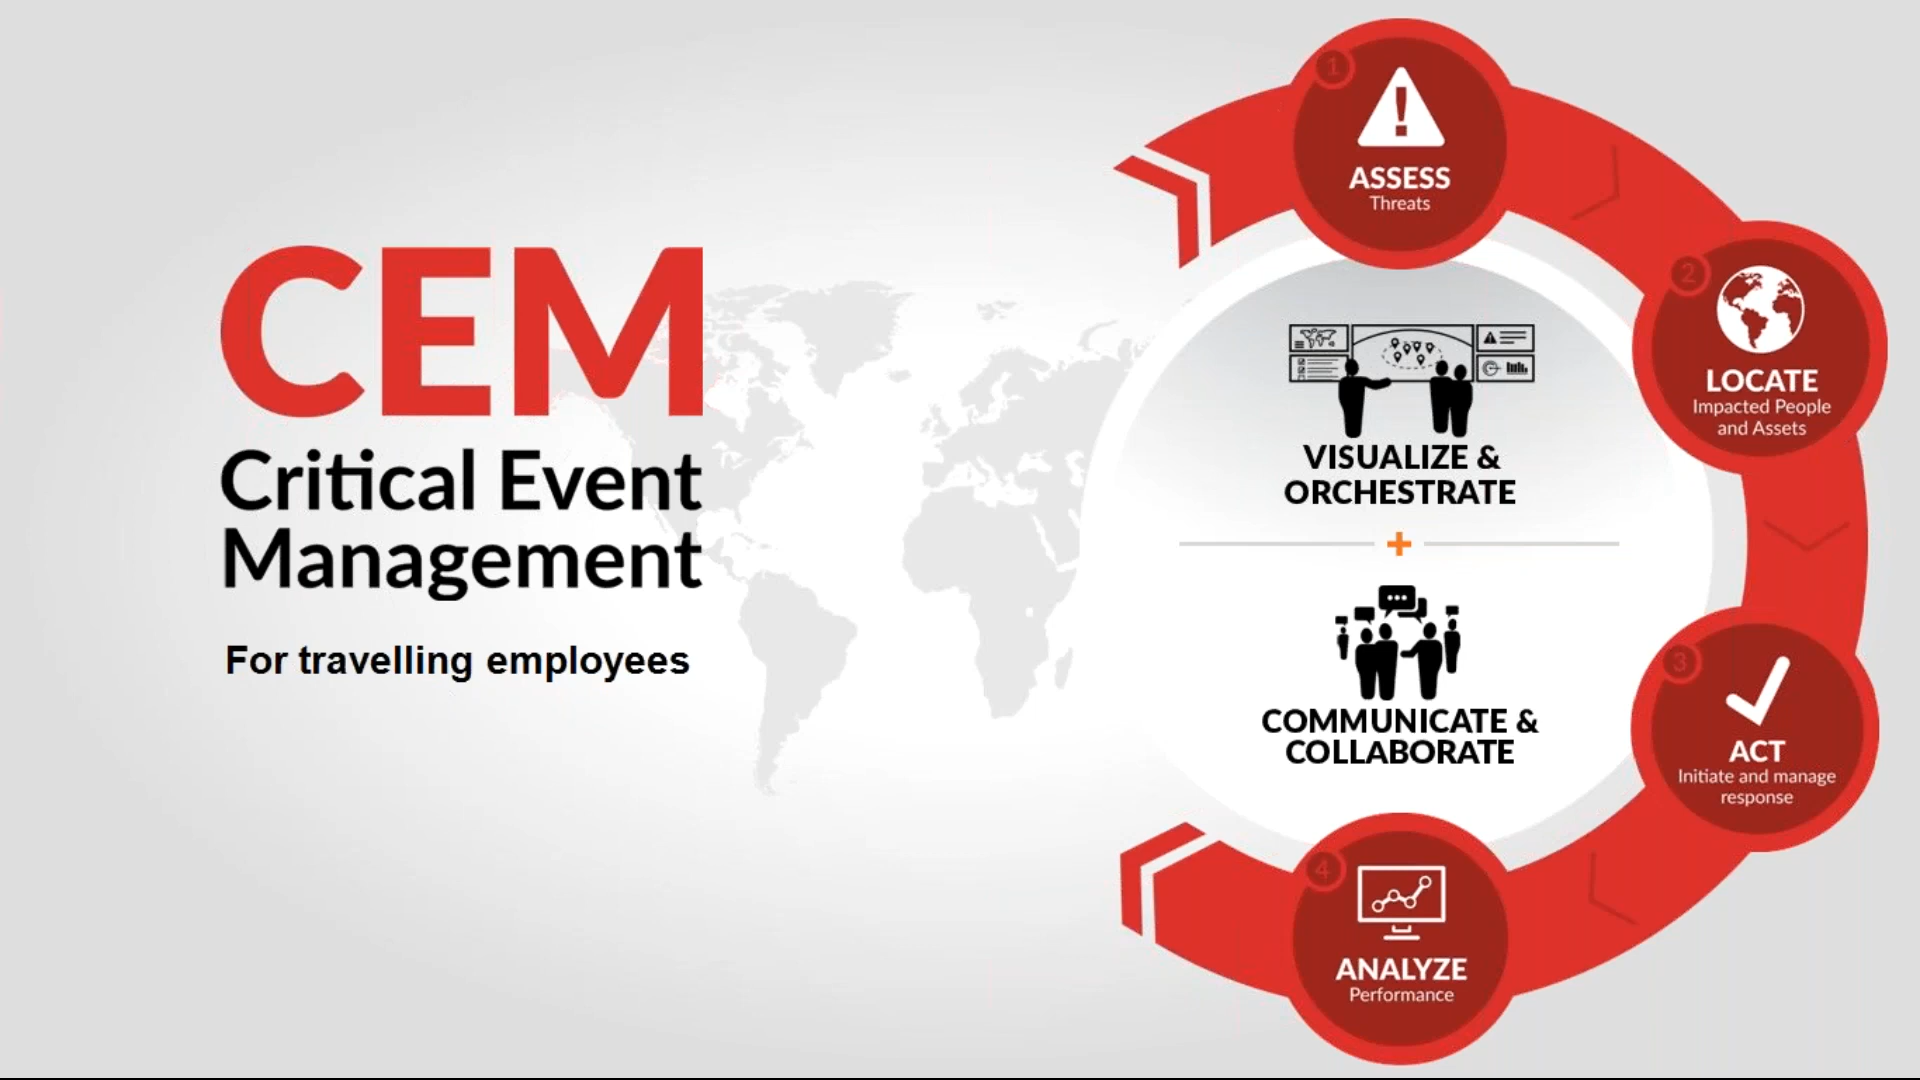 CEM
Critical Event
Management
For travelling employees
1
ASSESS
Threats
2
LOCATE
Impacted People
and Assets
3
ACT
Initiate and manage
response
4
ANALYZE
Performance
VISUALIZE &
ORCHESTRATE
+
COMMUNICATE &
COLLABORATE